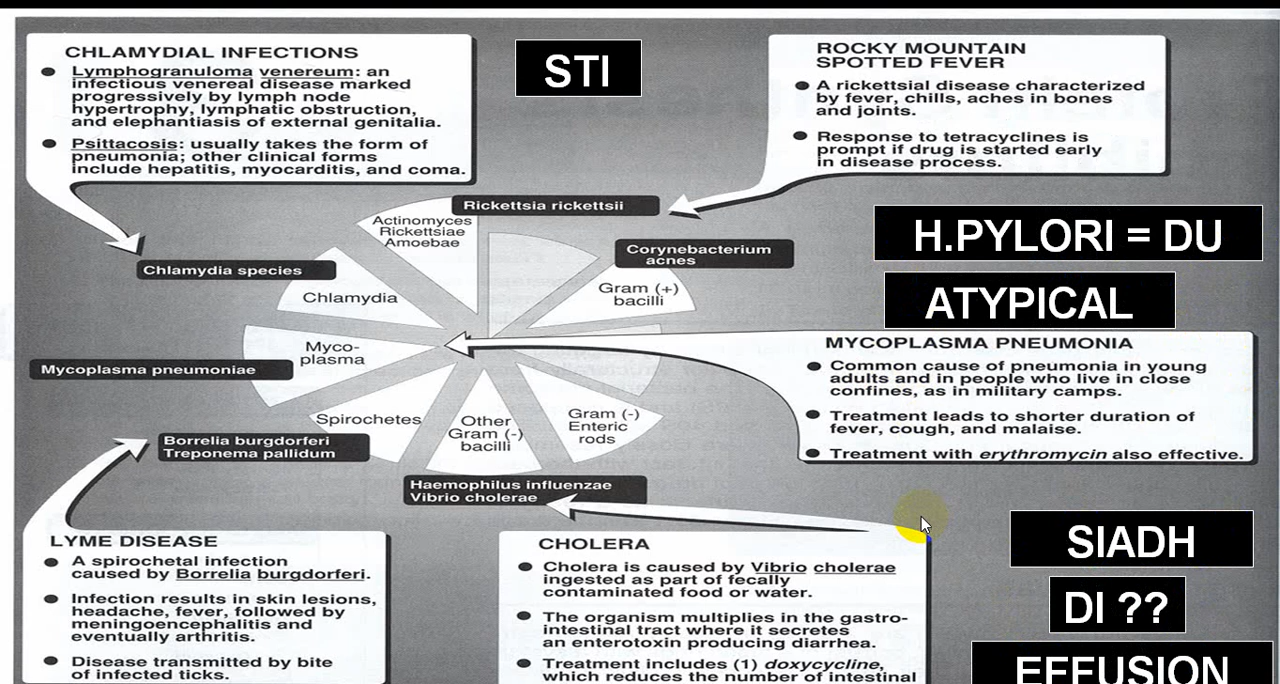 CHLAMYDIAL INFECTIONS
● Lymphogranuloma venereum: an
infectious venereal disease marked
progressively by lymph node
hypertrophy, lymphatic obstruction,
and elephantiasis of external genitalia.
● Psittacosis: usually takes the form of
pneumonia; other clinical forms
include hepatitis, myocarditis, and coma.
STI
ROCKY MOUNTAIN
SPOTTED FEVER
● A rickettsial disease characterized
by fever, chills, aches in bones
and joints.
● Response to tetracyclines is
prompt if drug is started early
in disease process.
Rickettsia rickettsii
Actinomyces
Rickettsiae
Amoebae
Corynebacterium
acnes
H.PYLORI = DU
Chlamydia species
Chlamydia
Gram (+)
bacilli
ATYPICAL
Mycoplasma pneumoniae
Myco-
plasma
MYCOPLASMA PNEUMONIA
● Common cause of pneumonia in young
adults and in people who live in close
confines, as in military camps.
● Treatment leads to shorter duration of
fever, cough, and malaise.
● Treatment with erythromycin also effective.
Spirochetes
Other
Gram (-)
bacilli
Gram (-)
Enteric
rods
Borrelia burgdorferi
Treponema pallidum
Haemophilus influenzae
Vibrio cholerae
LYME DISEASE
● A spirochetal infection
caused by Borrelia burgdorferi.
● Infection results in skin lesions,
headache, fever, followed by
meningoencephalitis and
eventually arthritis.
● Disease transmitted by bite
of infected ticks.
CHOLERA
● Cholera is caused by Vibrio cholerae
ingested as part of fecally
contaminated food or water.
● The organism multiplies in the gastro-
intestinal tract where it secretes
an enterotoxin producing diarrhea.
● Treatment includes (1) doxycycline,
which reduces the number of intestinal
SIADH
DI ??
EFFUSION